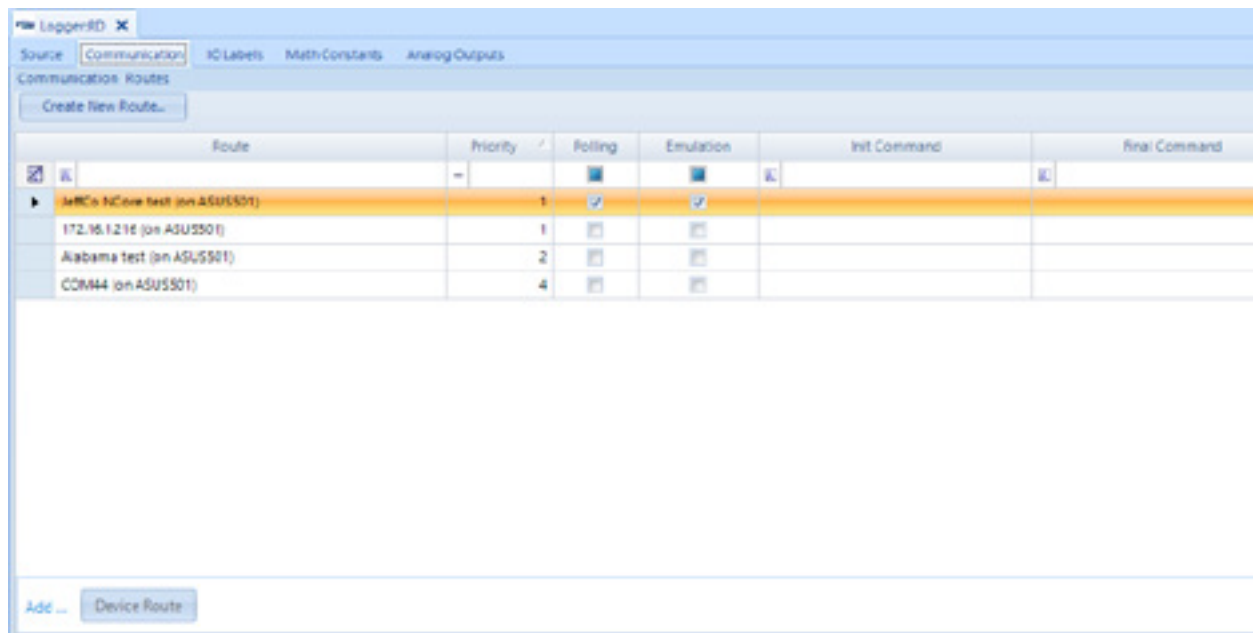 LoggerRD
Source Communication IO Labels Math Constants Analog Outputs
Communication Routes
Create New Route...
Route Priority Polling Emulation Init Command Final Command
JeffCo NCore test (on ASUS501) 1
172.16.1.216 (on ASUS501) 1
Alabama test (on ASUS501) 2
COM44 (on ASUS501) 4
Add ... Device Route